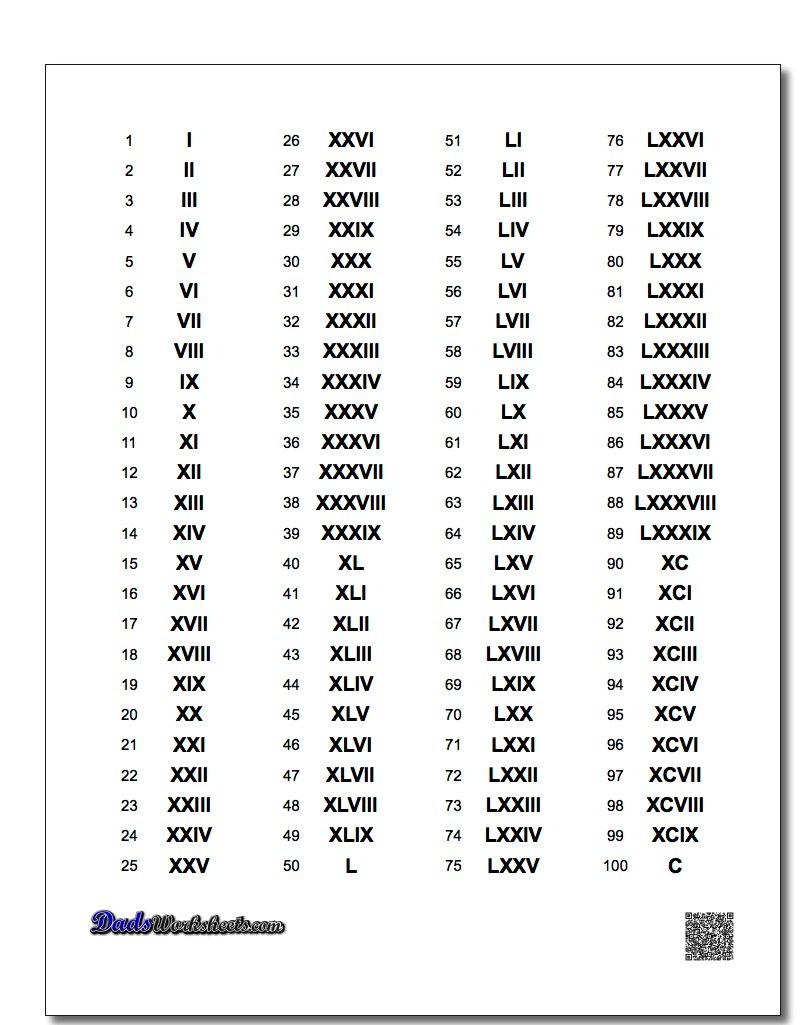 1 I 26 XXVI 51 LI 76 LXXVI
2 II 27 XXVII 52 LII 77 LXXVII
3 III 28 XXVIII 53 LIII 78 LXXVIII
4 IV 29 XXIX 54 LIV 79 LXXIX
5 V 30 XXX 55 LV 80 LXXX
6 VI 31 XXXI 56 LVI 81 LXXXI
7 VII 32 XXXII 57 LVII 82 LXXXII
8 VIII 33 XXXIII 58 LVIII 83 LXXXIII
9 IX 34 XXXIV 59 LIX 84 LXXXIV
10 X 35 XXXV 60 LX 85 LXXXV
11 XI 36 XXXVI 61 LXI 86 LXXXVI
12 XII 37 XXXVII 62 LXII 87 LXXXVII
13 XIII 38 XXXVIII 63 LXIII 88 LXXXVIII
14 XIV 39 XXXIX 64 LXIV 89 LXXXIX
15 XV 40 XL 65 LXV 90 XC
16 XVI 41 XLI 66 LXVI 91 XCI
17 XVII 42 XLII 67 LXVII 92 XCII
18 XVIII 43 XLIII 68 LXVIII 93 XCIII
19 XIX 44 XLIV 69 LXIX 94 XCIV
20 XX 45 XLV 70 LXX 95 XCV
21 XXI 46 XLVI 71 LXXI 96 XCVI
22 XXII 47 XLVII 72 LXXII 97 XCVII
23 XXIII 48 XLVIII 73 LXXIII 98 XCVIII
24 XXIV 49 XLIX 74 LXXIV 99 XCIX
25 XXV 50 L 75 LXXV 100 C
DadsWorksheets.com